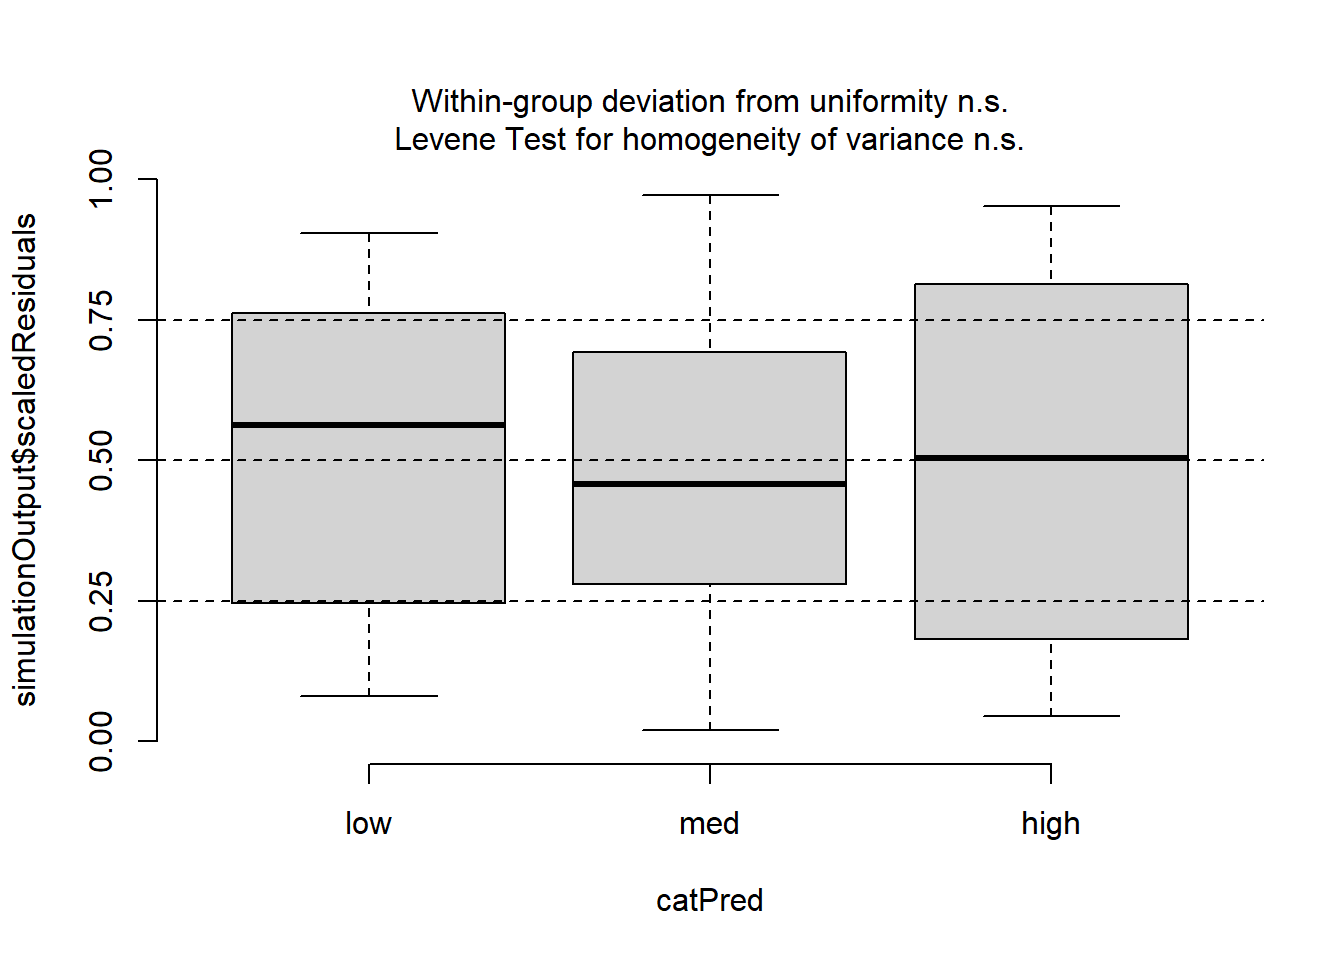 Within-group deviation from uniformity n.s.
Levene Test for homogeneity of variance n.s.
simulationOutput$scaledResiduals
1.00
0.75
0.50
0.25
0.00
low med high
catPred